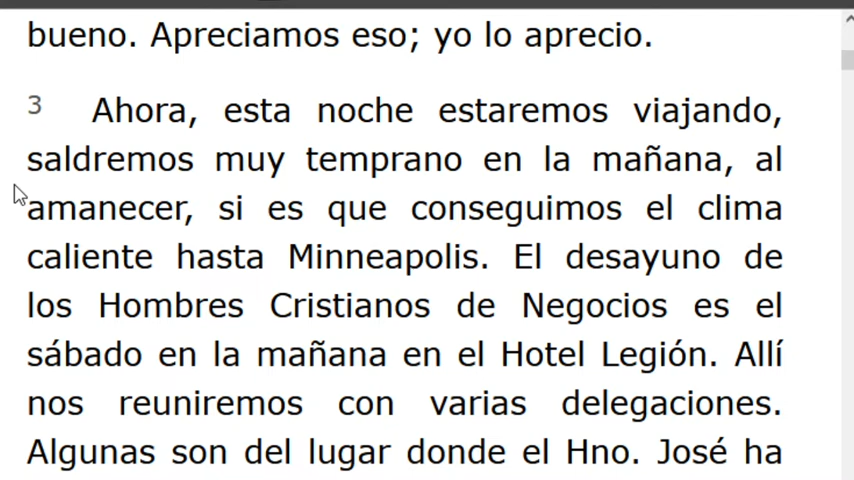 bueno. Apreciamos eso; yo lo aprecio.
3 Ahora, esta noche estaremos viajando,
saldremos muy temprano en la mañana, al
amanecer, si es que conseguimos el clima
caliente hasta Minneapolis. El desayuno de
los Hombres Cristianos de Negocios es el
sábado en la mañana en el Hotel Legión. Allí
nos reuniremos con varias delegaciones.
Algunas son del lugar donde el Hno. José ha